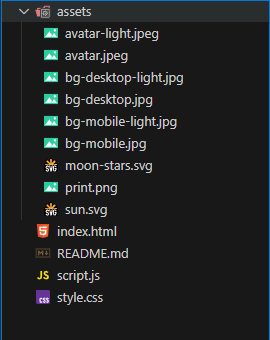 assets
avatar-light.jpeg
avatar.jpeg
bg-desktop-light.jpg
bg-desktop.jpg
bg-mobile-light.jpg
bg-mobile.jpg
SVG moon-stars.svg
print.png
SVG sun.svg
5 index.html
M README.md
JS script.js
CSS style.css